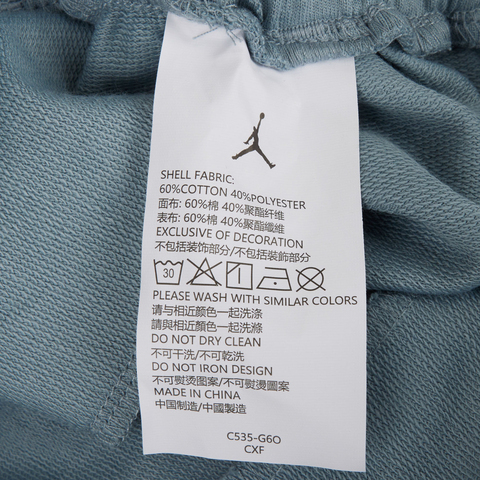 SHELL FABRIC:
60%COTTON 40%POLYESTER
面布: 60%棉 40%聚酯纤维
表布: 60%棉 40%聚酯纖維
EXCLUSIVE OF DECORATION
不包括装饰部分/不包括裝飾部分
30
PLEASE WASH WITH SIMILAR COLORS
请与相近颜色一起洗涤
請與相近顏色一起洗滌
DO NOT DRY CLEAN
不可干洗/不可乾洗
DO NOT IRON DESIGN
不可熨烫图案/不可熨燙圖案
MADE IN CHINA
中国制造/中國製造
C535-G6O
CXF